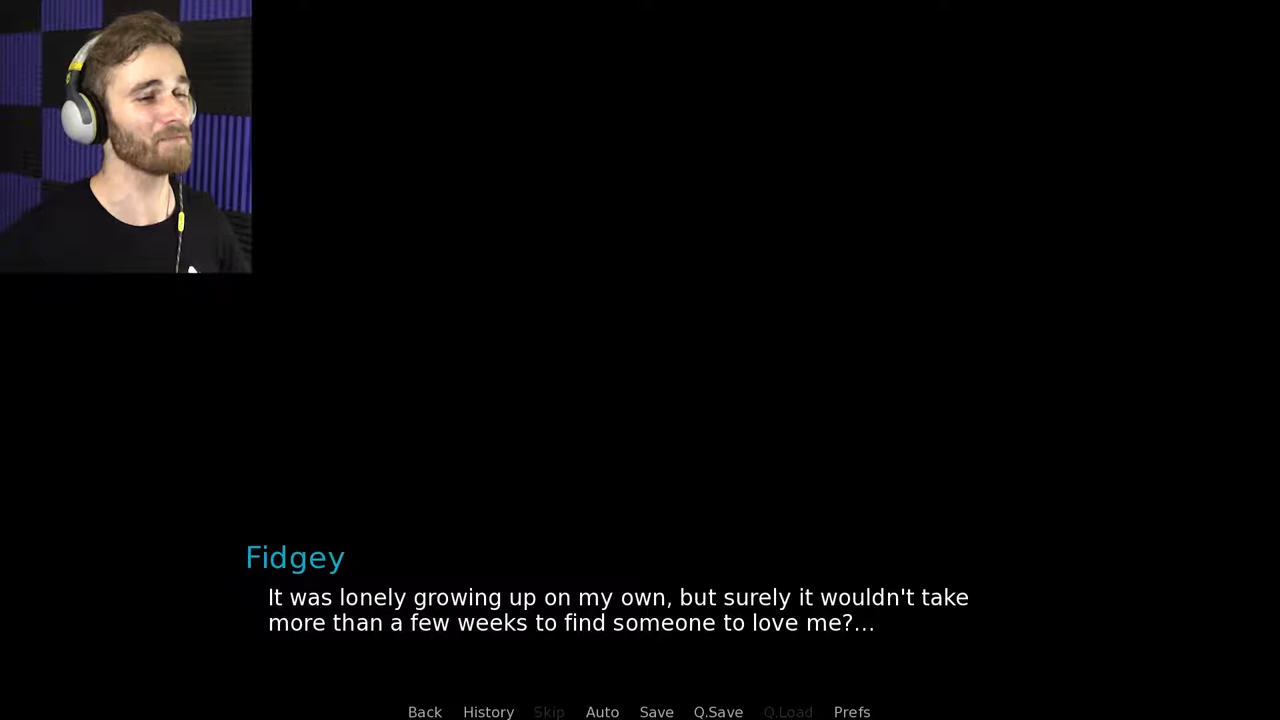 Fidgey
It was lonely growing up on my own, but surely it wouldn't take
more than a few weeks to find someone to love me?...
Back History Skip Auto Save Q.Save Q.Load Prefs